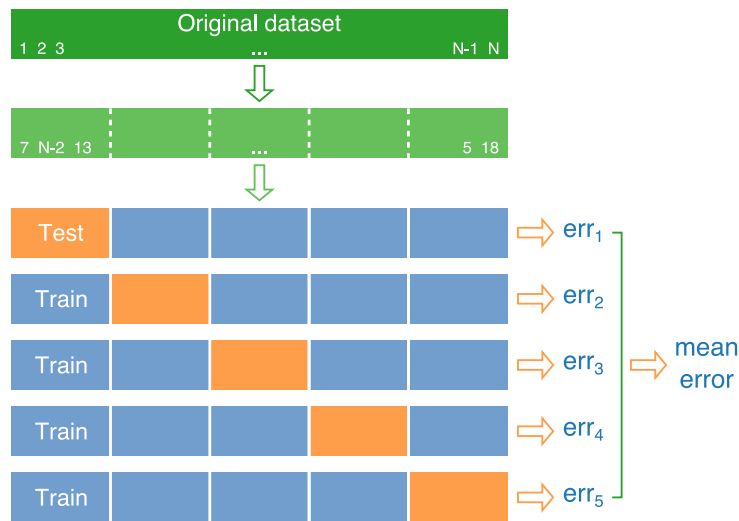 Original dataset
1 2 3 ... N-1 N
7 N-2 13 ... 5 18
Test
err1
Train
err2
Train
err3
mean
error
Train
err4
Train
err5